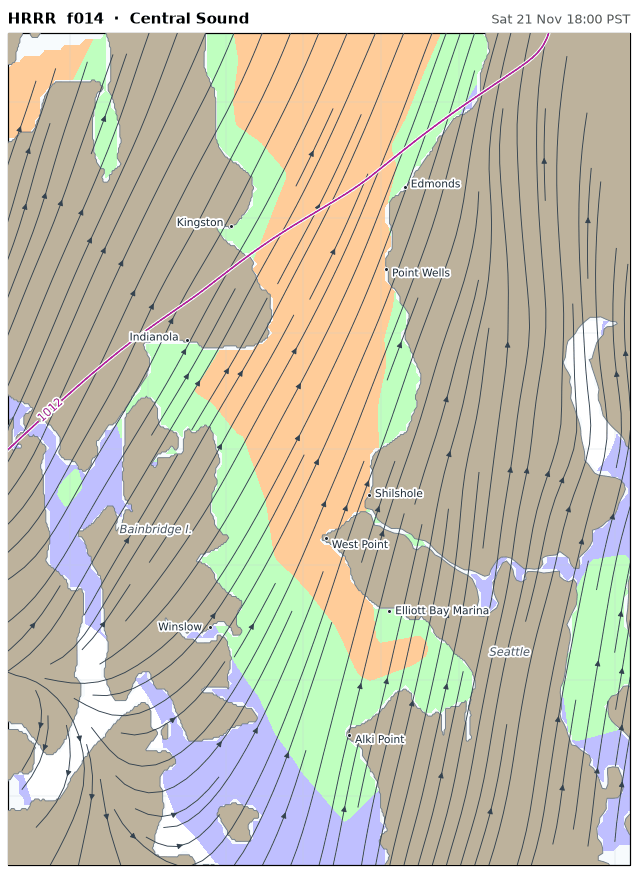 HRRR f014 · Central Sound
Sat 21 Nov 18:00 PST
Edmonds
Kingston
Point Wells
Indianola
1012
Shilshole
Bainbridge I.
West Point
Elliott Bay Marina
Winslow
Seattle
Alki Point